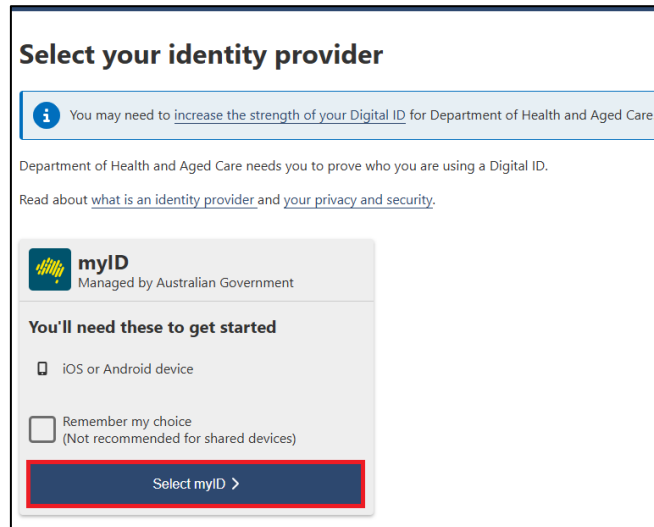 Select your identity provider
You may need to increase the strength of your Digital ID for Department of Health and Aged Care
Department of Health and Aged Care needs you to prove who you are using a Digital ID.
Read about what is an identity provider and your privacy and security.
myID
Managed by Australian Government
You'll need these to get started
iOS or Android device
Remember my choice
(Not recommended for shared devices)
Select myID